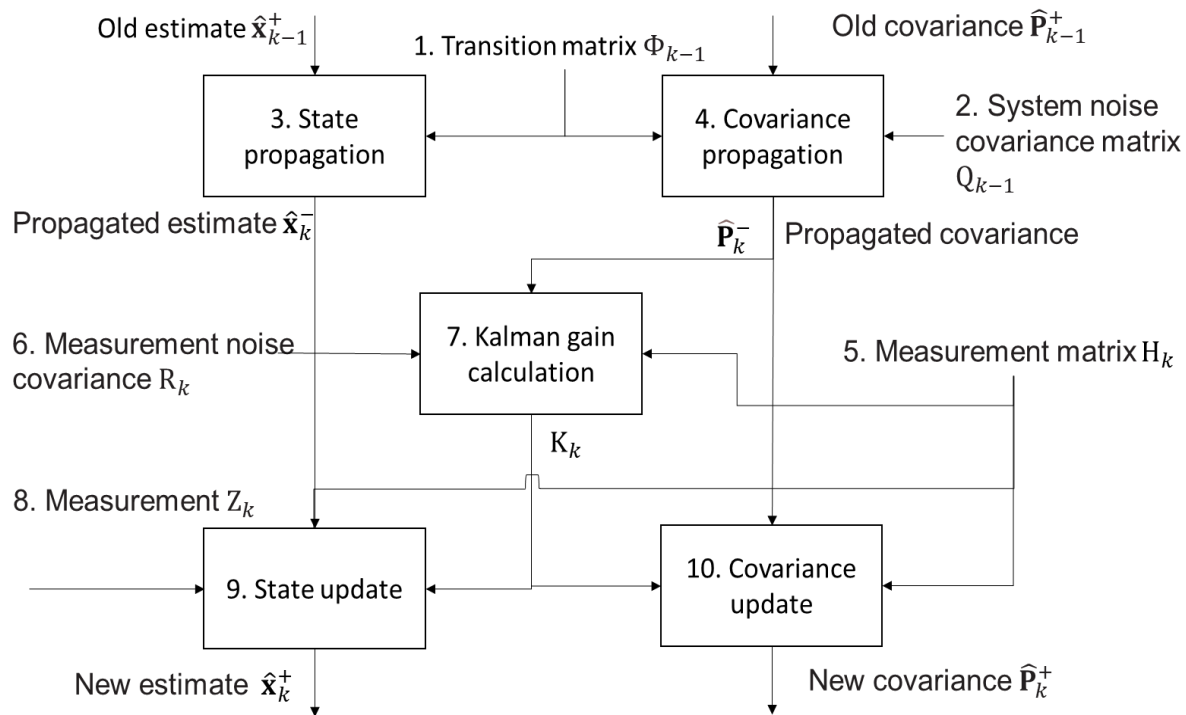 Old estimate x̂⁺ₖ₋₁
Old covariance P̂⁺ₖ₋₁
1. Transition matrix Φₖ₋₁
3. State
propagation
4. Covariance
propagation
2. System noise
covariance matrix
Qₖ₋₁
Propagated estimate x̂⁻ₖ
P̂⁻ₖ Propagated covariance
7. Kalman gain
calculation
6. Measurement noise
covariance Rₖ
5. Measurement matrix Hₖ
Kₖ
8. Measurement Zₖ
9. State update
10. Covariance
update
New estimate x̂⁺ₖ
New covariance P̂⁺ₖ